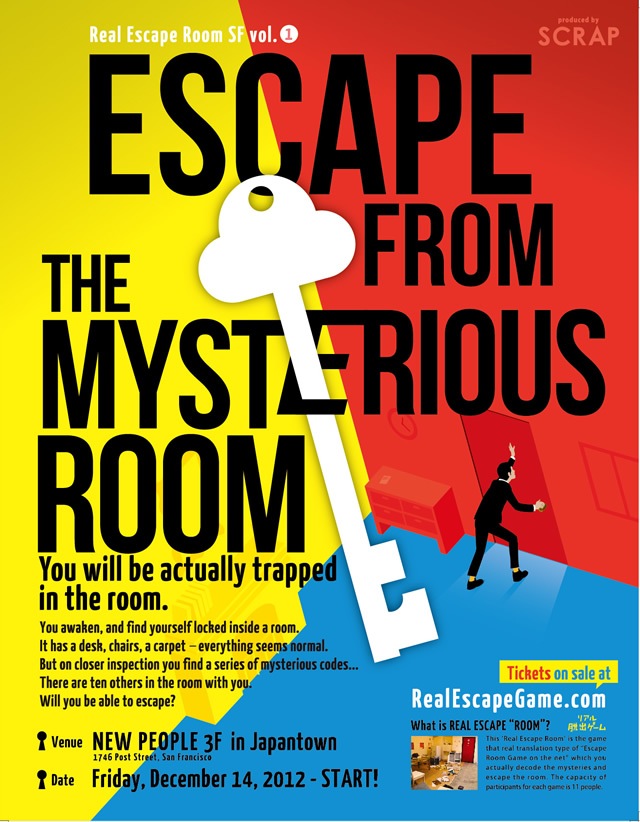 Real Escape Room SF vol. 1
produced by
SCRAP
ESCAPE
FROM
THE
MYSTERIOUS
ROOM
You will be actually trapped
in the room.
You awaken, and find yourself locked inside a room.
It has a desk, chairs, a carpet – everything seems normal.
But on closer inspection you find a series of mysterious codes...
There are ten others in the room with you.
Will you be able to escape?
Venue NEW PEOPLE 3F in Japantown
1746 Post Street, San Francisco
Date Friday, December 14, 2012 - START!
Tickets on sale at
RealEscapeGame.com
What is REAL ESCAPE "ROOM"?
リアル
脱出ゲーム
This 'Real Escape Room' is the game
that real translation type of "Escape
Room Game on the net" which you
actually decode the mysteries and
escape the room. The capacity of
participants for each game is 11 people.